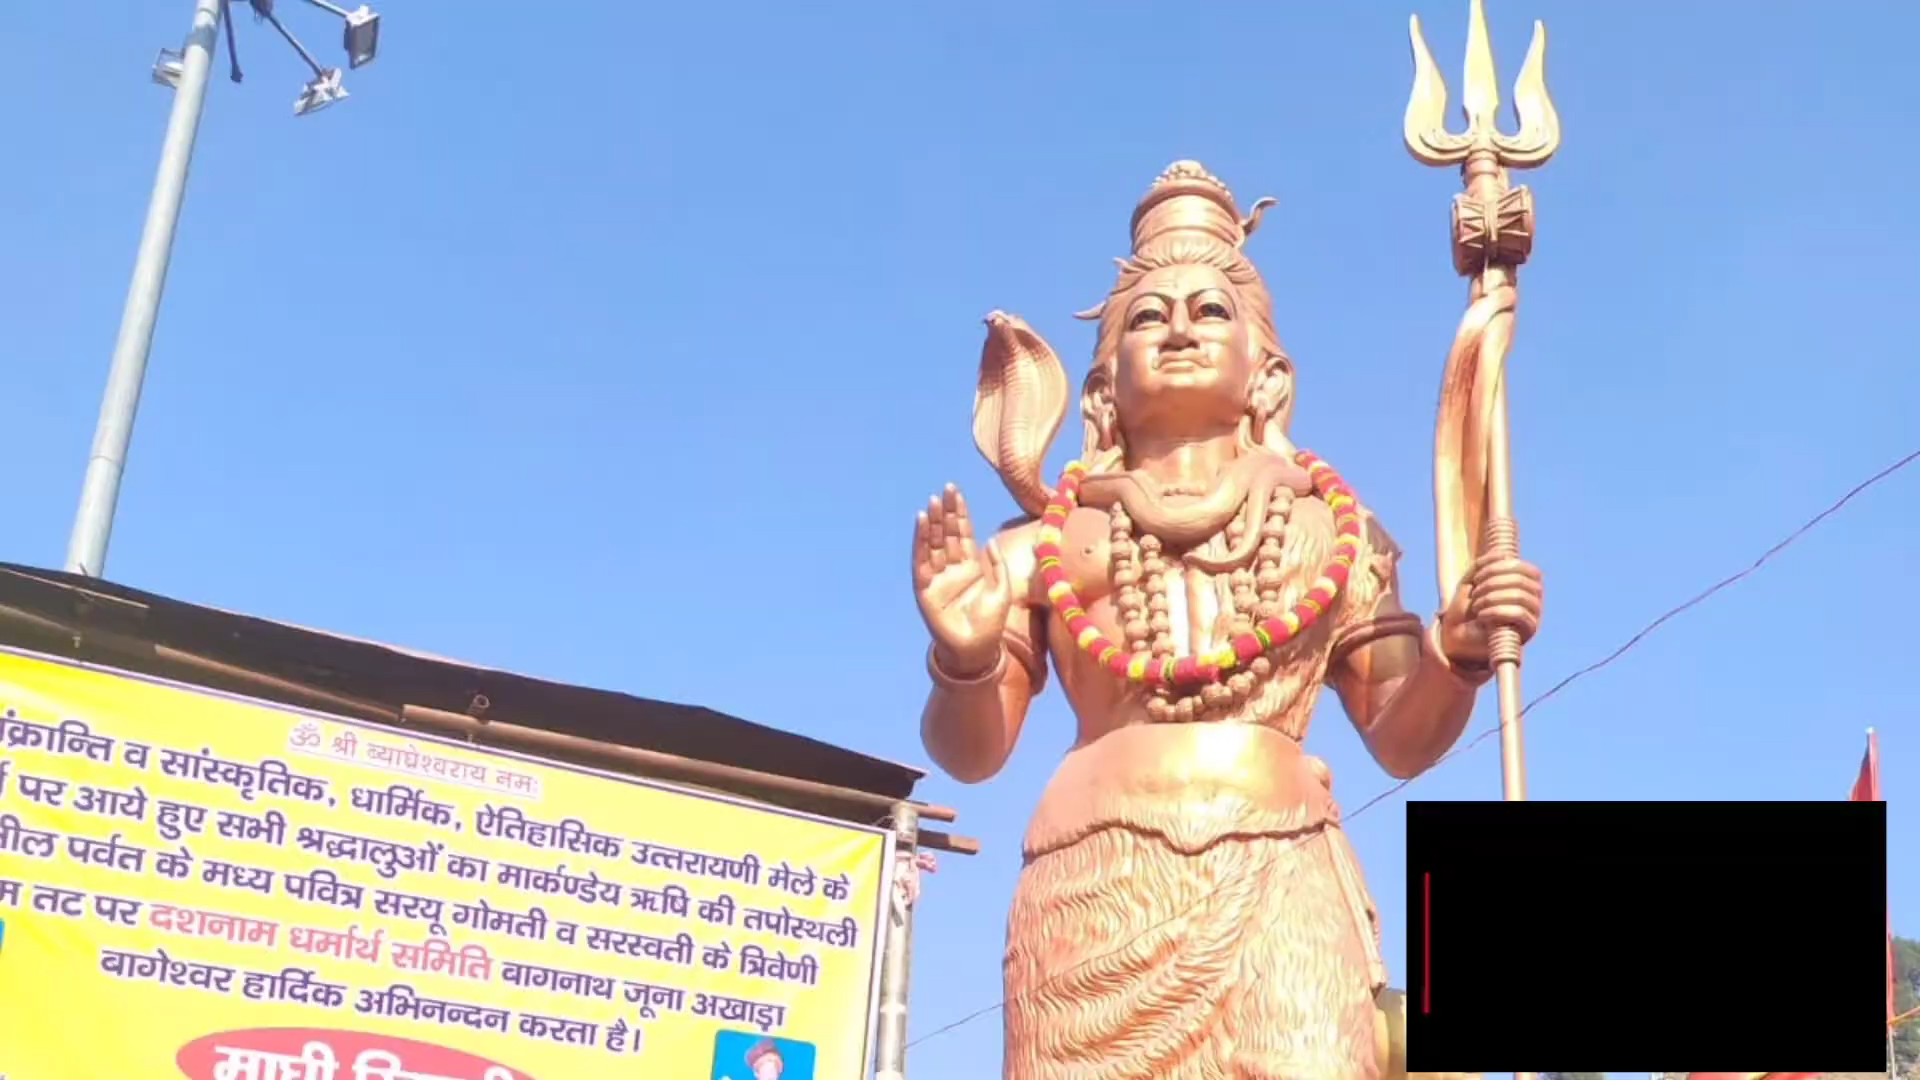 ॐ श्री ब्याघ्रेश्वराय नमः
संक्रान्ति व सांस्कृतिक, धार्मिक, ऐतिहासिक उत्तरायणी मेले के
पर आये हुए सभी श्रद्धालुओं का मार्कण्डेय ऋषि की तपोस्थली
पर्वत के मध्य पवित्र सरयू गोमती व सरस्वती के त्रिवेणी
तट पर दशनाम धर्मार्थ समिति बागनाथ जूना अखाड़ा
बागेश्वर हार्दिक अभिनन्दन करता है।
माघी